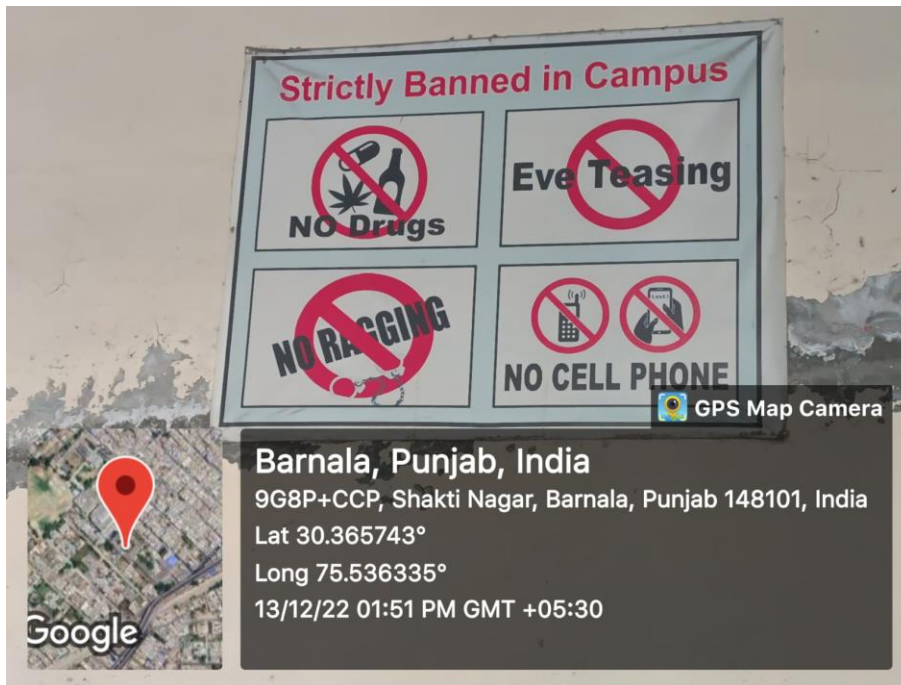 Strictly Banned in Campus
NO Drugs
Eve Teasing
NO RAGGING
NO CELL PHONE
GPS Map Camera
Barnala, Punjab, India
9G8P+CCP, Shakti Nagar, Barnala, Punjab 148101, India
Lat 30.365743°
Long 75.536335°
13/12/22 01:51 PM GMT +05:30
Google